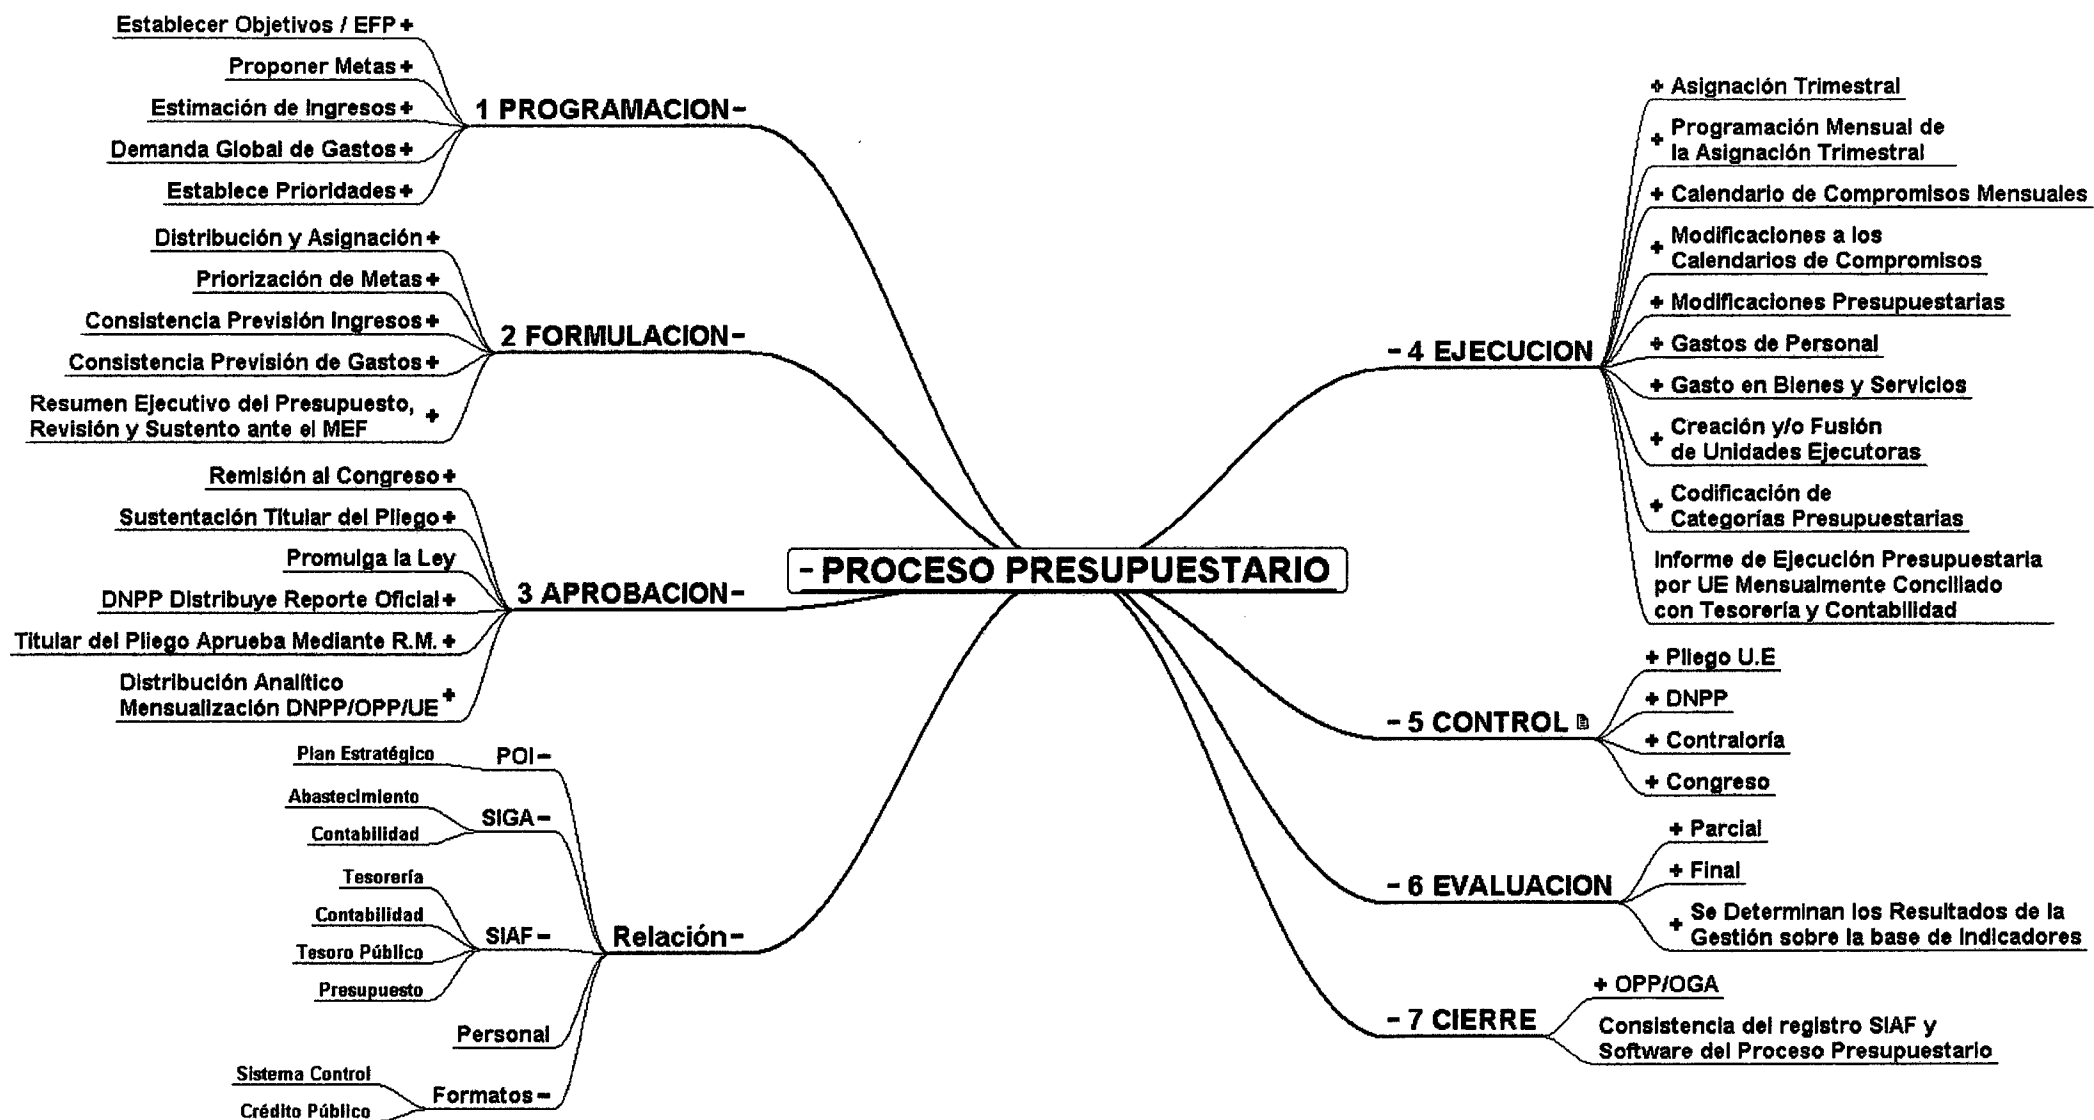 PROCESO PRESUPUESTARIO
1 PROGRAMACION
Establecer Objetivos / EFP
Proponer Metas
Estimación de Ingresos
Demanda Global de Gastos
Establece Prioridades
2 FORMULACION
Distribución y Asignación
Priorización de Metas
Consistencia Previsión Ingresos
Consistencia Previsión de Gastos
Resumen Ejecutivo del Presupuesto,
Revisión y Sustento ante el MEF
3 APROBACION
Remisión al Congreso
Sustentación Titular del Pliego
Promulga la Ley
DNPP Distribuye Reporte Oficial
Titular del Pliego Aprueba Mediante R.M.
Distribución Analítico
Mensualización DNPP/OPP/UE
Relación
POI
Plan Estratégico
SIGA
Abastecimiento
Contabilidad
SIAF
Tesorería
Contabilidad
Tesoro Público
Presupuesto
Personal
Formatos
Sistema Control
Crédito Público
4 EJECUCION
Asignación Trimestral
Programación Mensual de
la Asignación Trimestral
Calendario de Compromisos Mensuales
Modificaciones a los
Calendarios de Compromisos
Modificaciones Presupuestarias
Gastos de Personal
Gasto en Bienes y Servicios
Creación y/o Fusión
de Unidades Ejecutoras
Codificación de
Categorías Presupuestarias
Informe de Ejecución Presupuestaria
por UE Mensualmente Conciliado
con Tesorería y Contabilidad
5 CONTROL
Pliego U.E
DNPP
Contraloría
Congreso
6 EVALUACION
Parcial
Final
Se Determinan los Resultados de la
Gestión sobre la base de Indicadores
7 CIERRE
OPP/OGA
Consistencia del registro SIAF y
Software del Proceso Presupuestario